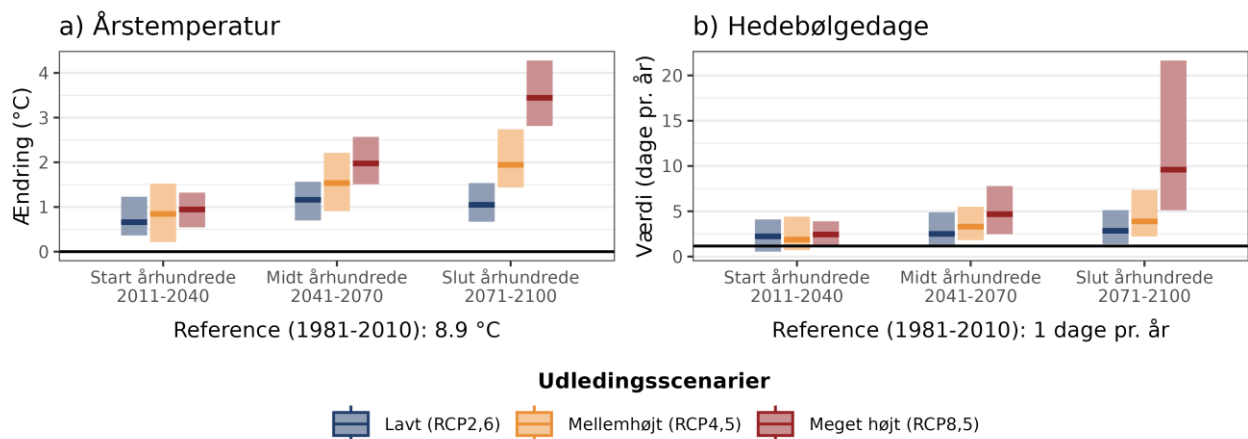 a) Årstemperatur
Ændring (°C)
4
3
2
1
0
Start århundrede
2011-2040
Midt århundrede
2041-2070
Slut århundrede
2071-2100
Reference (1981-2010): 8.9 °C
b) Hedebølgedage
Værdi (dage pr. år)
20
15
10
5
0
Start århundrede
2011-2040
Midt århundrede
2041-2070
Slut århundrede
2071-2100
Reference (1981-2010): 1 dage pr. år
Udledingsscenarier
Lavt (RCP2,6)
Mellemhøjt (RCP4,5)
Meget højt (RCP8,5)